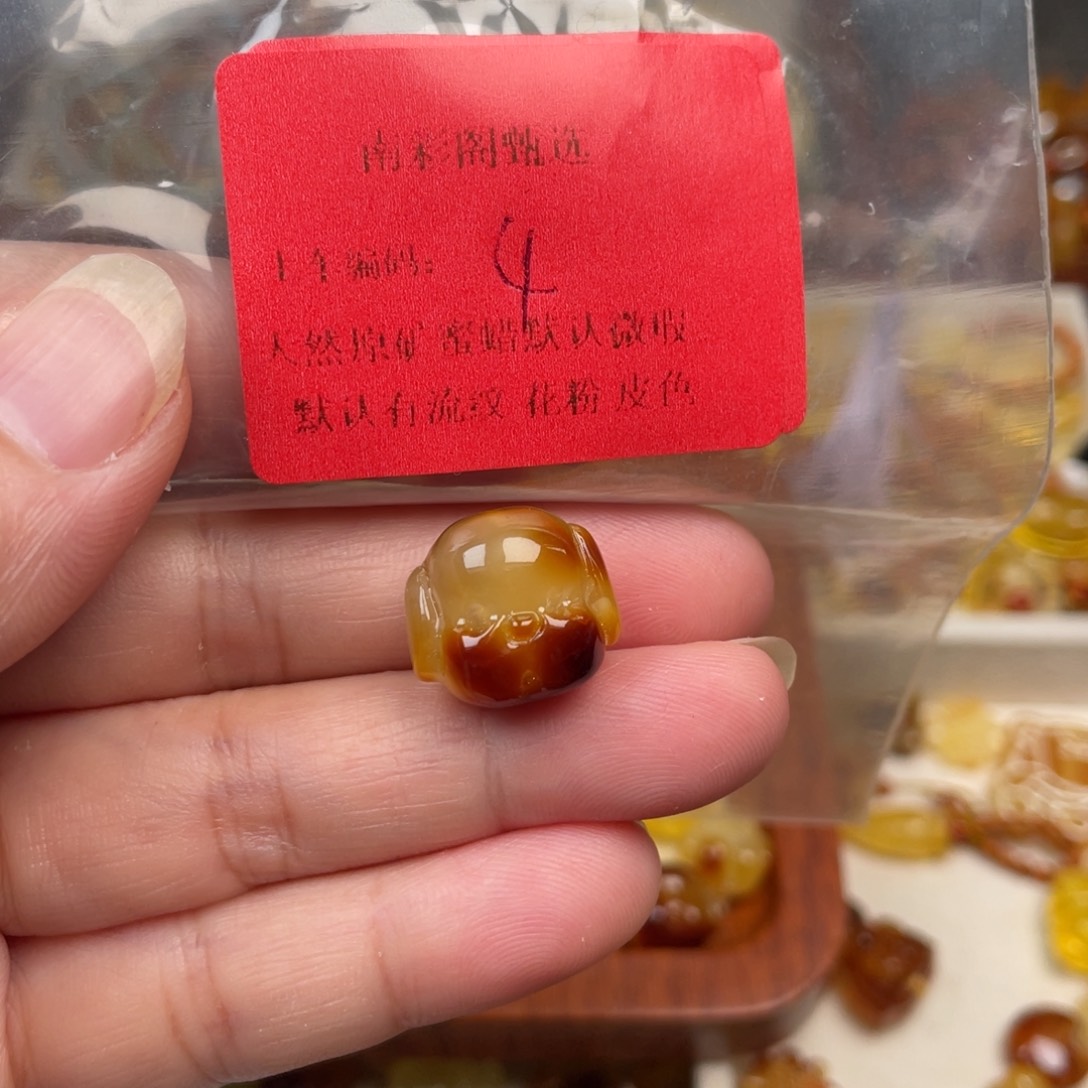 南彩阁甄选
上车编码: 4
天然原矿 蜜蜡默认微瑕
默认有流纹 花粉 皮色